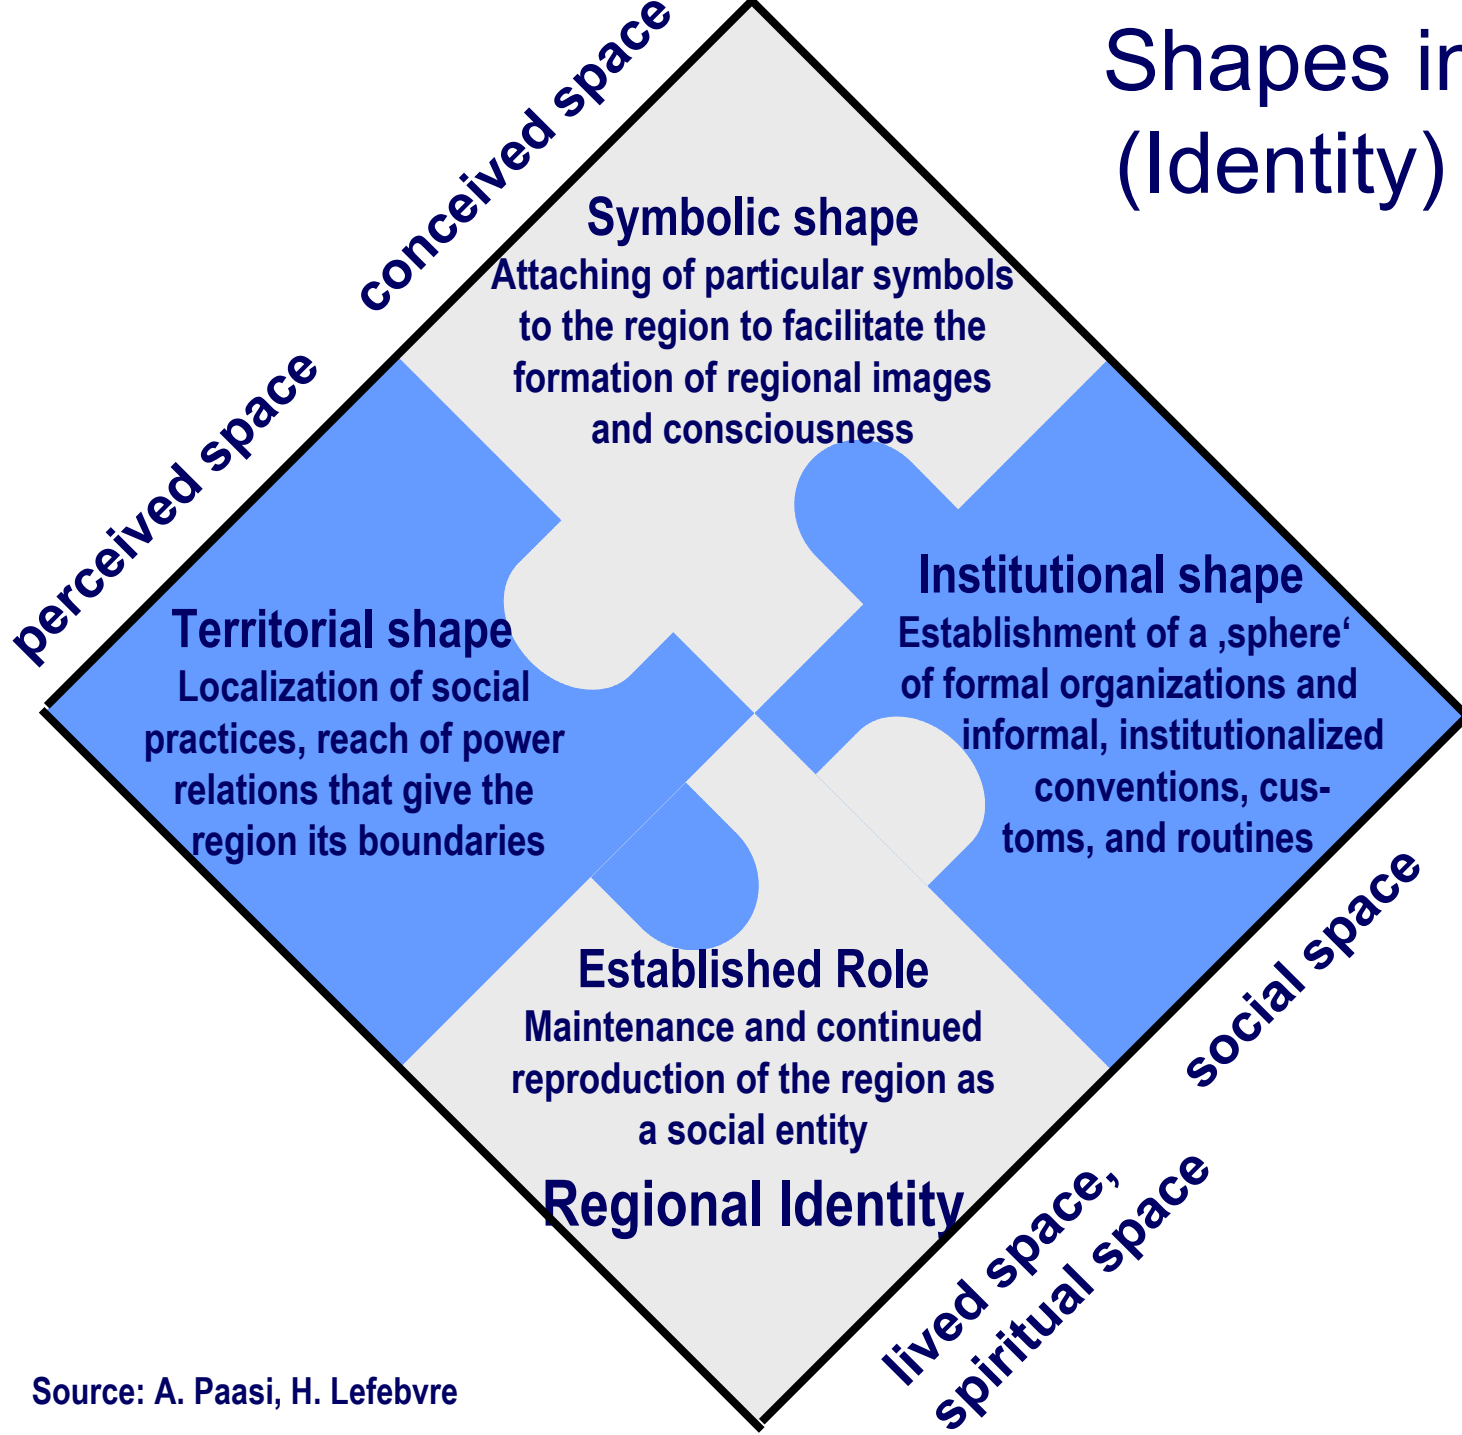 Shapes in
(Identity)
conceived space
perceived space
Symbolic shape
Attaching of particular symbols
to the region to facilitate the
formation of regional images
and consciousness
Territorial shape
Localization of social
practices, reach of power
relations that give the
region its boundaries
Institutional shape
Establishment of a ‚sphere‘
of formal organizations and
informal, institutionalized
conventions, cus-
toms, and routines
Established Role
Maintenance and continued
reproduction of the region as
a social entity
Regional Identity
social space
lived space,
spiritual space
Source: A. Paasi, H. Lefebvre